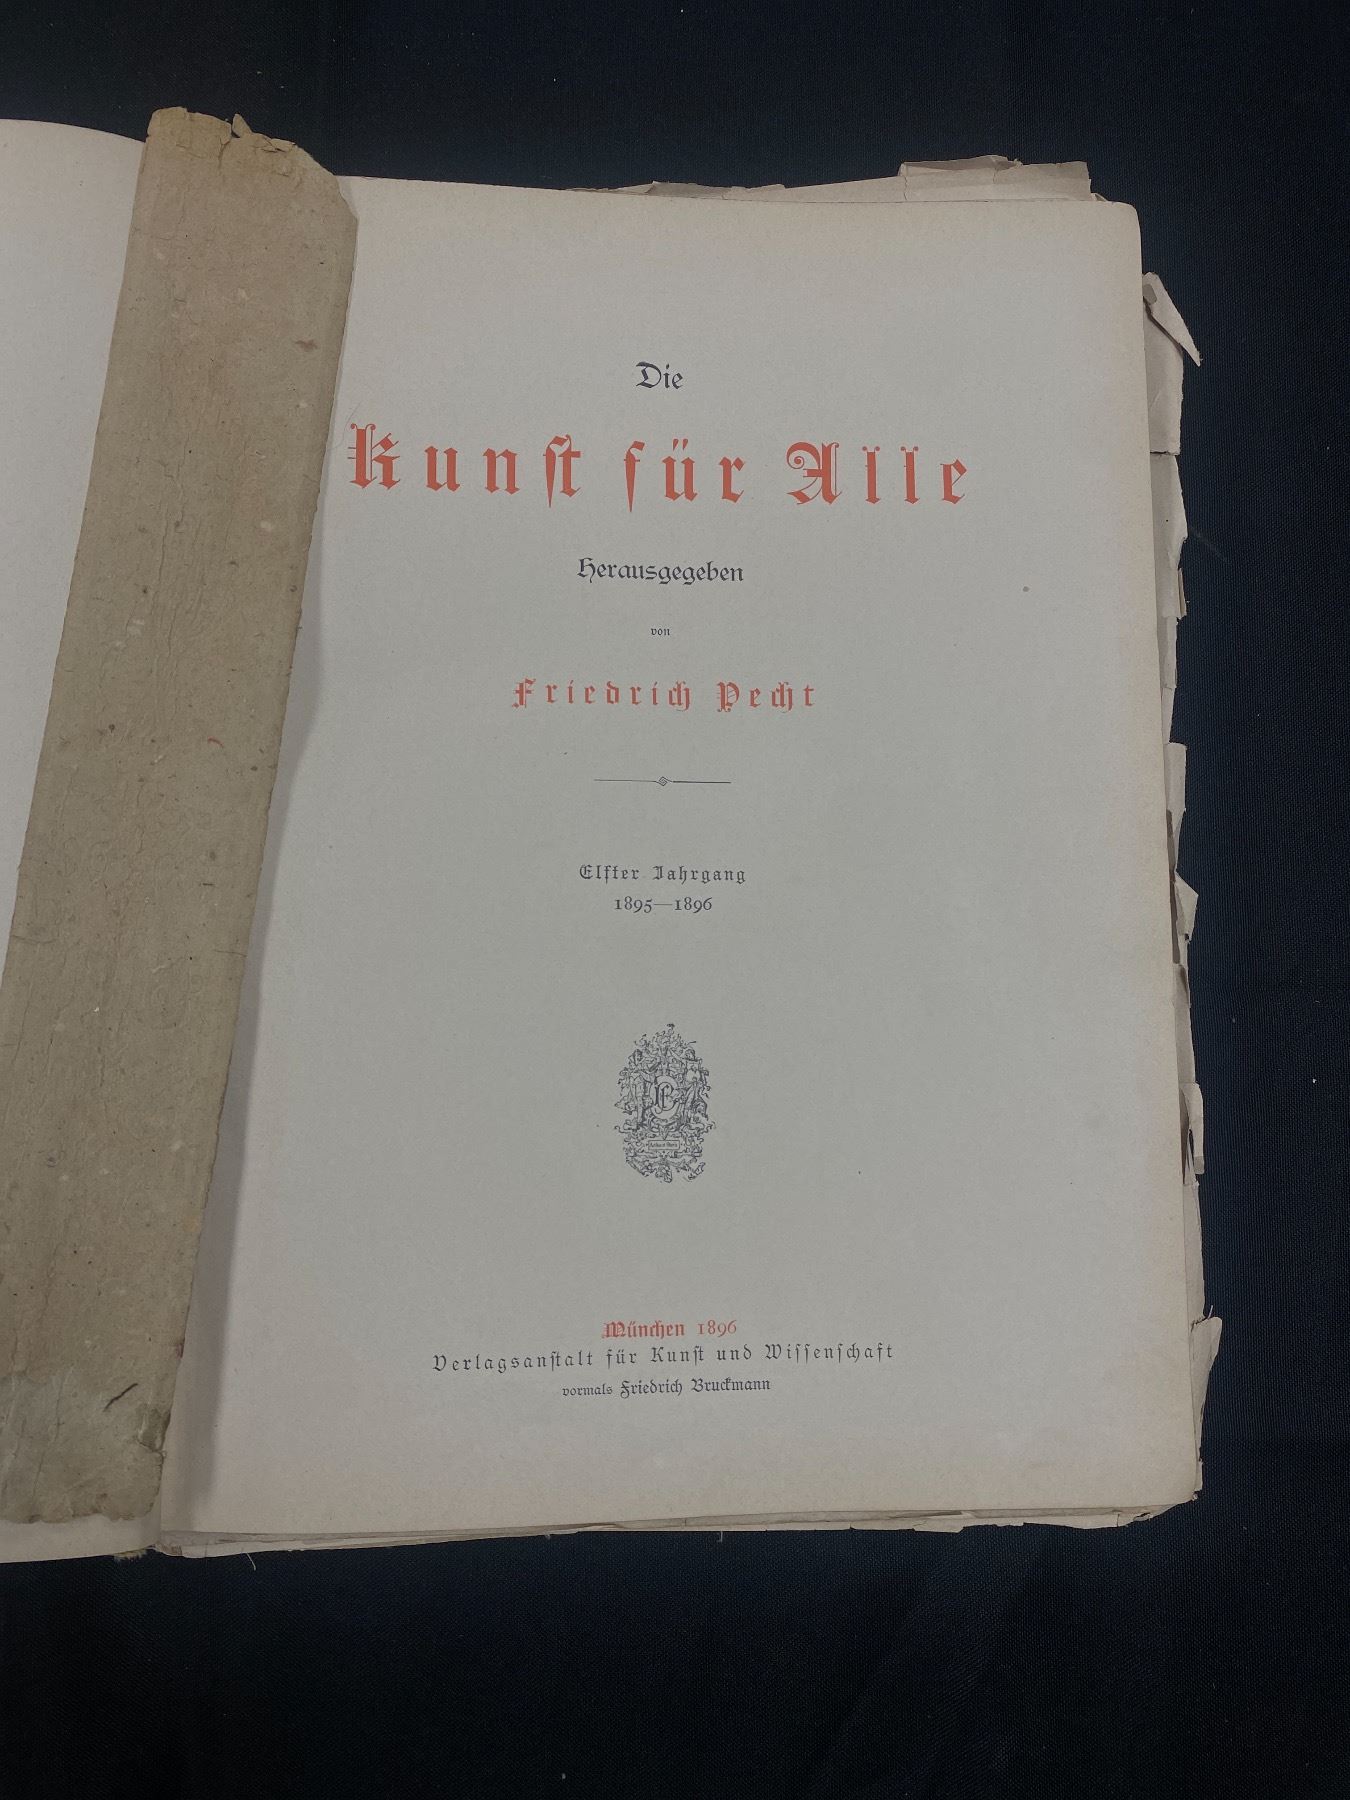 Die
Kunst für Alle
Herausgegeben
von
Friedrich Pecht
Elfter Jahrgang
1895—1896
München 1896
Verlagsanstalt für Kunst und Wissenschaft
vormals Friedrich Bruckmann